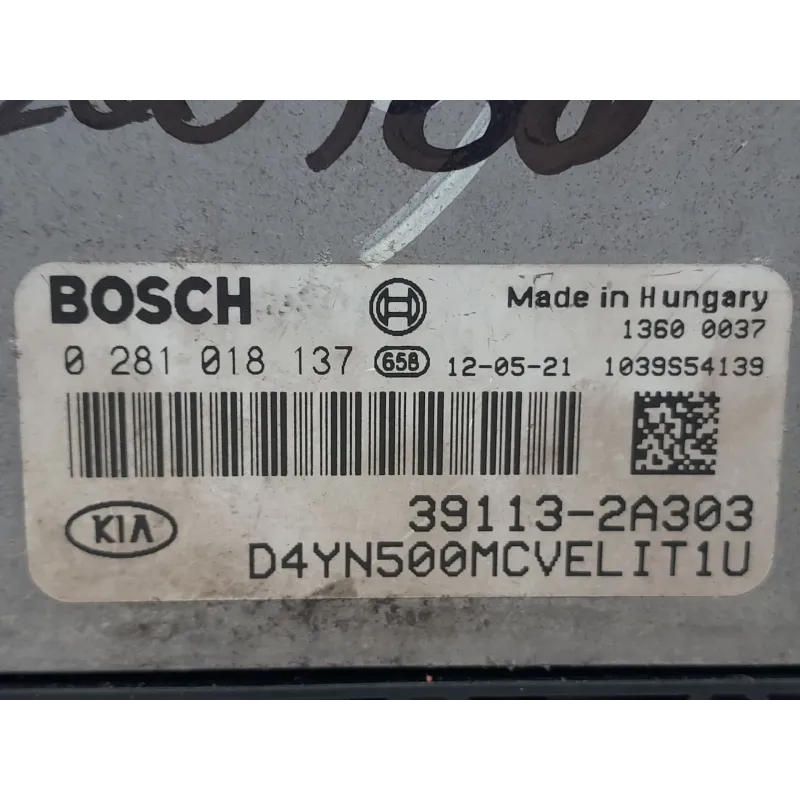 BOSCH Made in Hungary
1360 0037
0 281 018 137 658 12-05-21 1039S54139
KIA 39113-2A303
D4YN500MCVELIT1U